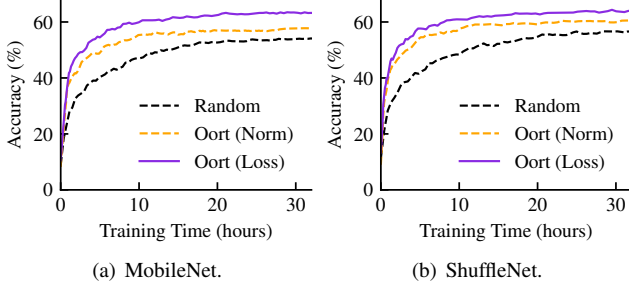 60
40
20
0
Accuracy (%)
Random
Oort (Norm)
Oort (Loss)
0 10 20 30
Training Time (hours)
(a) MobileNet.
60
40
20
0
Accuracy (%)
Random
Oort (Norm)
Oort (Loss)
0 10 20 30
Training Time (hours)
(b) ShuffleNet.